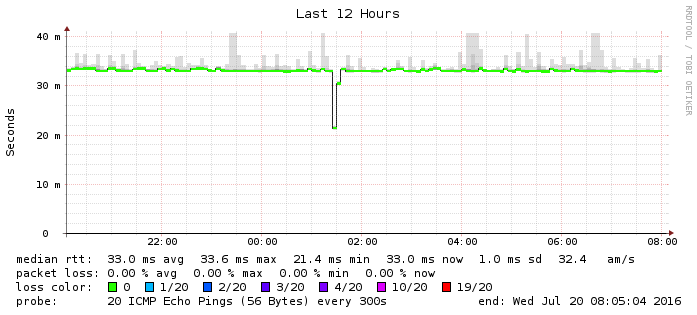 Last 12 Hours
RRDTOOL / TOBI OETIKER
Seconds
40 m
30 m
20 m
10 m
0
22:00 00:00 02:00 04:00 06:00 08:00
median rtt: 33.0 ms avg 33.6 ms max 21.4 ms min 33.0 ms now 1.0 ms sd 32.4 am/s
packet loss: 0.00 % avg 0.00 % max 0.00 % min 0.00 % now
loss color: 0 1/20 2/20 3/20 4/20 10/20 19/20
probe: 20 ICMP Echo Pings (56 Bytes) every 300s end: Wed Jul 20 08:05:04 2016